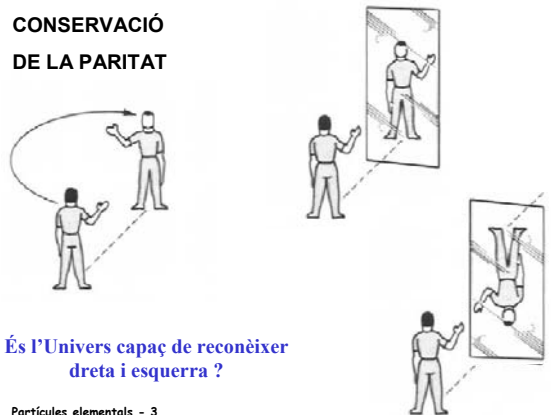 CONSERVACIÓ
DE LA PARITAT
És l'Univers capaç de reconèixer
dreta i esquerra ?
Partícules elementals - 3